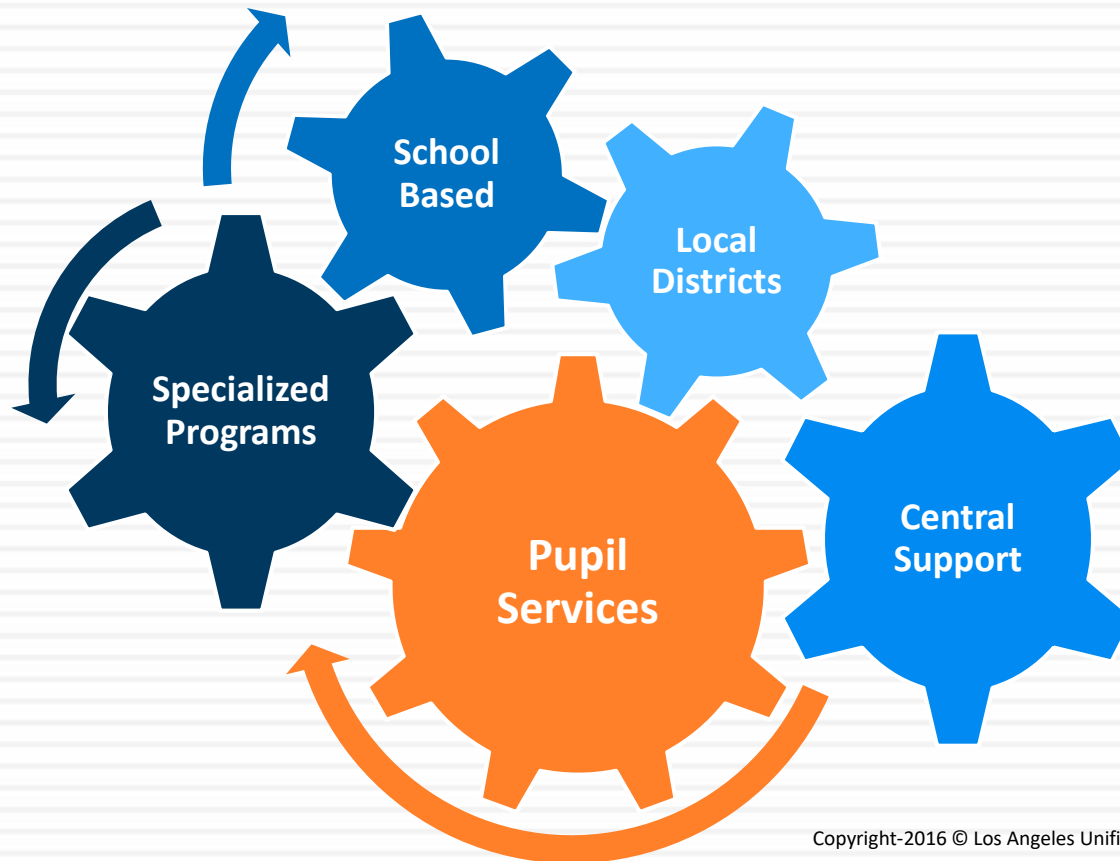 School
Based
Local
Districts
Specialized
Programs
Central
Support
Pupil
Services
Copyright-2016 © Los Angeles Unifi